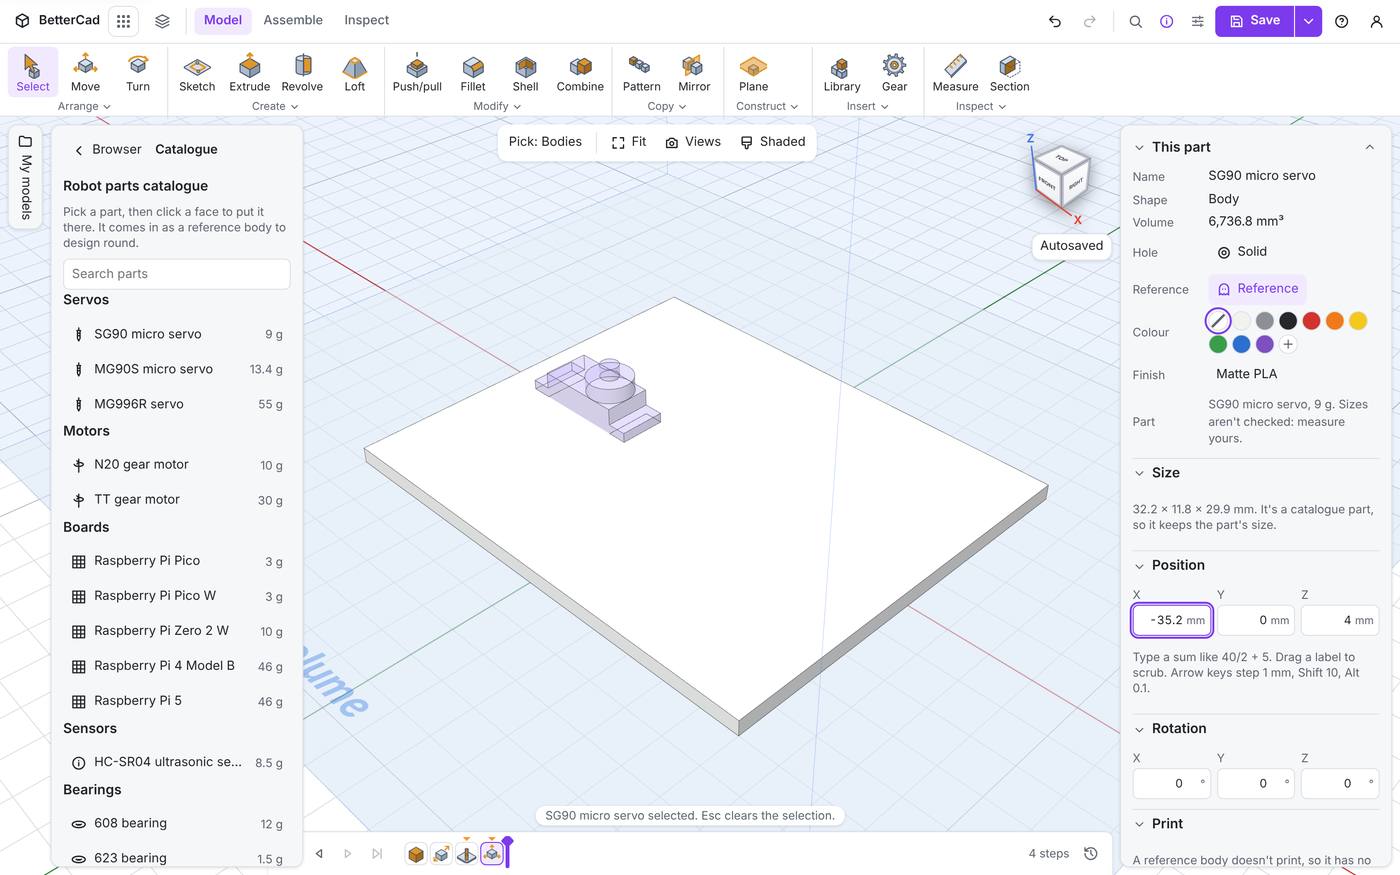 BetterCad
Model
Assemble
Inspect
Save
Select
Move
Turn
Sketch
Extrude
Revolve
Loft
Push/pull
Fillet
Shell
Combine
Pattern
Mirror
Plane
Library
Gear
Measure
Section
Arrange
Create
Modify
Copy
Construct
Insert
Inspect
My models
Browser
Catalogue
Robot parts catalogue
Pick a part, then click a face to put it
there. It comes in as a reference body to
design round.
Search parts
Servos
SG90 micro servo 9 g
MG90S micro servo 13.4 g
MG996R servo 55 g
Motors
N20 gear motor 10 g
TT gear motor 30 g
Boards
Raspberry Pi Pico 3 g
Raspberry Pi Pico W 3 g
Raspberry Pi Zero 2 W 10 g
Raspberry Pi 4 Model B 46 g
Raspberry Pi 5 46 g
Sensors
HC-SR04 ultrasonic se... 8.5 g
Bearings
608 bearing 12 g
623 bearing 1.5 g
Pick: Bodies
Fit
Views
Shaded
Z
TOP
FRONT
RIGHT
X
Autosaved
lume
SG90 micro servo selected. Esc clears the selection.
4 steps
This part
Name SG90 micro servo
Shape Body
Volume 6,736.8 mm³
Hole Solid
Reference Reference
Colour
Finish Matte PLA
Part
SG90 micro servo, 9 g. Sizes
aren't checked: measure
yours.
Size
32.2 × 11.8 × 29.9 mm. It's a catalogue part,
so it keeps the part's size.
Position
X Y Z
-35.2 mm 0 mm 4 mm
Type a sum like 40/2 + 5. Drag a label to
scrub. Arrow keys step 1 mm, Shift 10, Alt
0.1.
Rotation
X Y Z
0 ° 0 ° 0 °
Print
A reference body doesn't print, so it has no